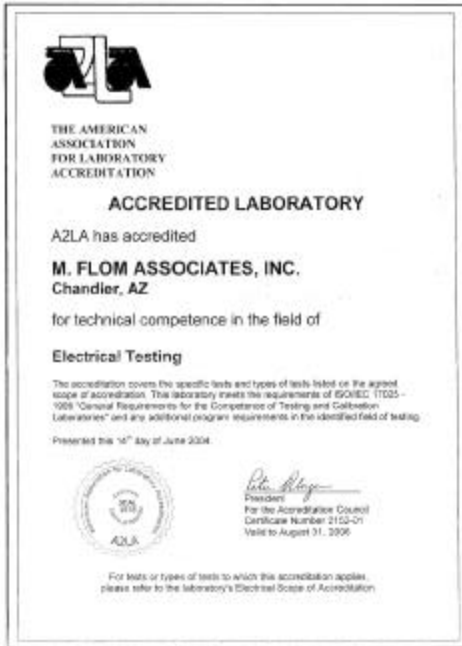 A2LA
THE AMERICAN
ASSOCIATION
FOR LABORATORY
ACCREDITATION
ACCREDITED LABORATORY
A2LA has accredited
M. FLOM ASSOCIATES, INC.
Chandler, AZ
for technical competence in the field of
Electrical Testing
The accreditation covers the specific tests and types of tests listed on the agreed
scope of accreditation. This laboratory meets the requirements of ISO/IEC 17025 -
1999 "General Requirements for the Competence of Testing and Calibration
Laboratories" and any additional program requirements in the identified field of testing.
Presented this 14th day of June 2004.
SEAL
A2LA
President
For the Accreditation Council
Certificate Number 2152-01
Valid to August 31, 2006
For tests or types of tests to which this accreditation applies,
please refer to the laboratory's Electrical Scope of Accreditation